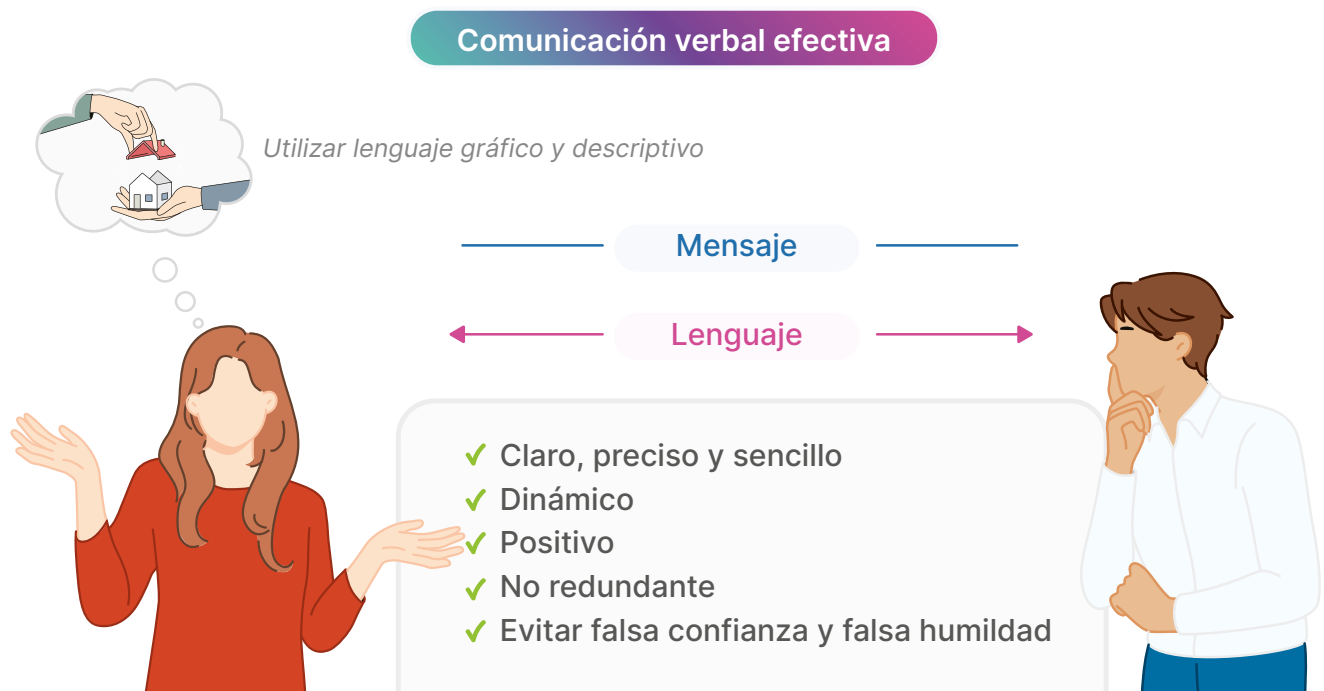 Comunicación verbal efectiva
Utilizar lenguaje gráfico y descriptivo
Mensaje
Lenguaje
Claro, preciso y sencillo
Dinámico
Positivo
No redundante
Evitar falsa confianza y falsa humildad